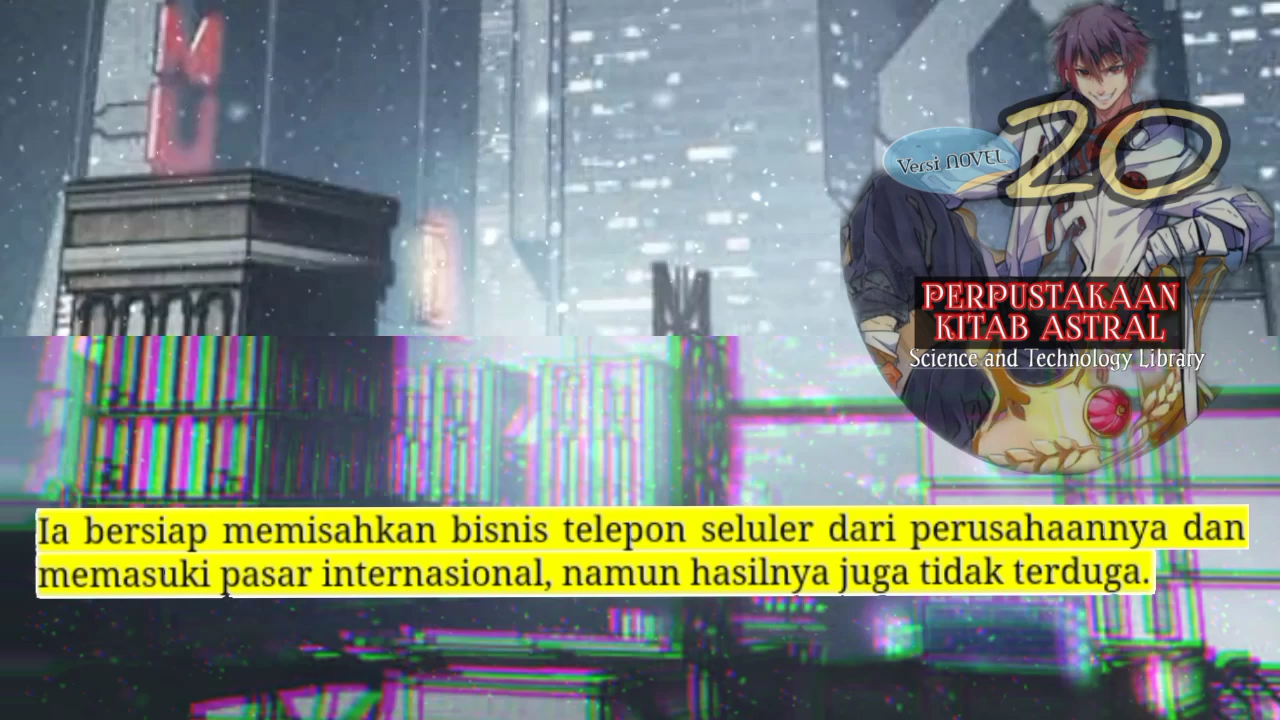 MU
20
Versi NOVEL
PERPUSTAKAAN
KITAB ASTRAL
Science and Technology Library
Ia bersiap memisahkan bisnis telepon seluler dari perusahaannya dan
memasuki pasar internasional, namun hasilnya juga tidak terduga.